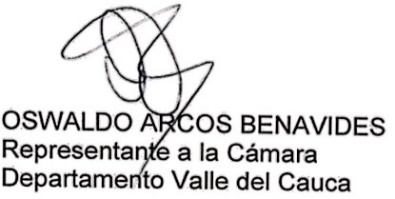 OSWALDO ARCOS BENAVIDES
Representante a la Cámara
Departamento Valle del Cauca